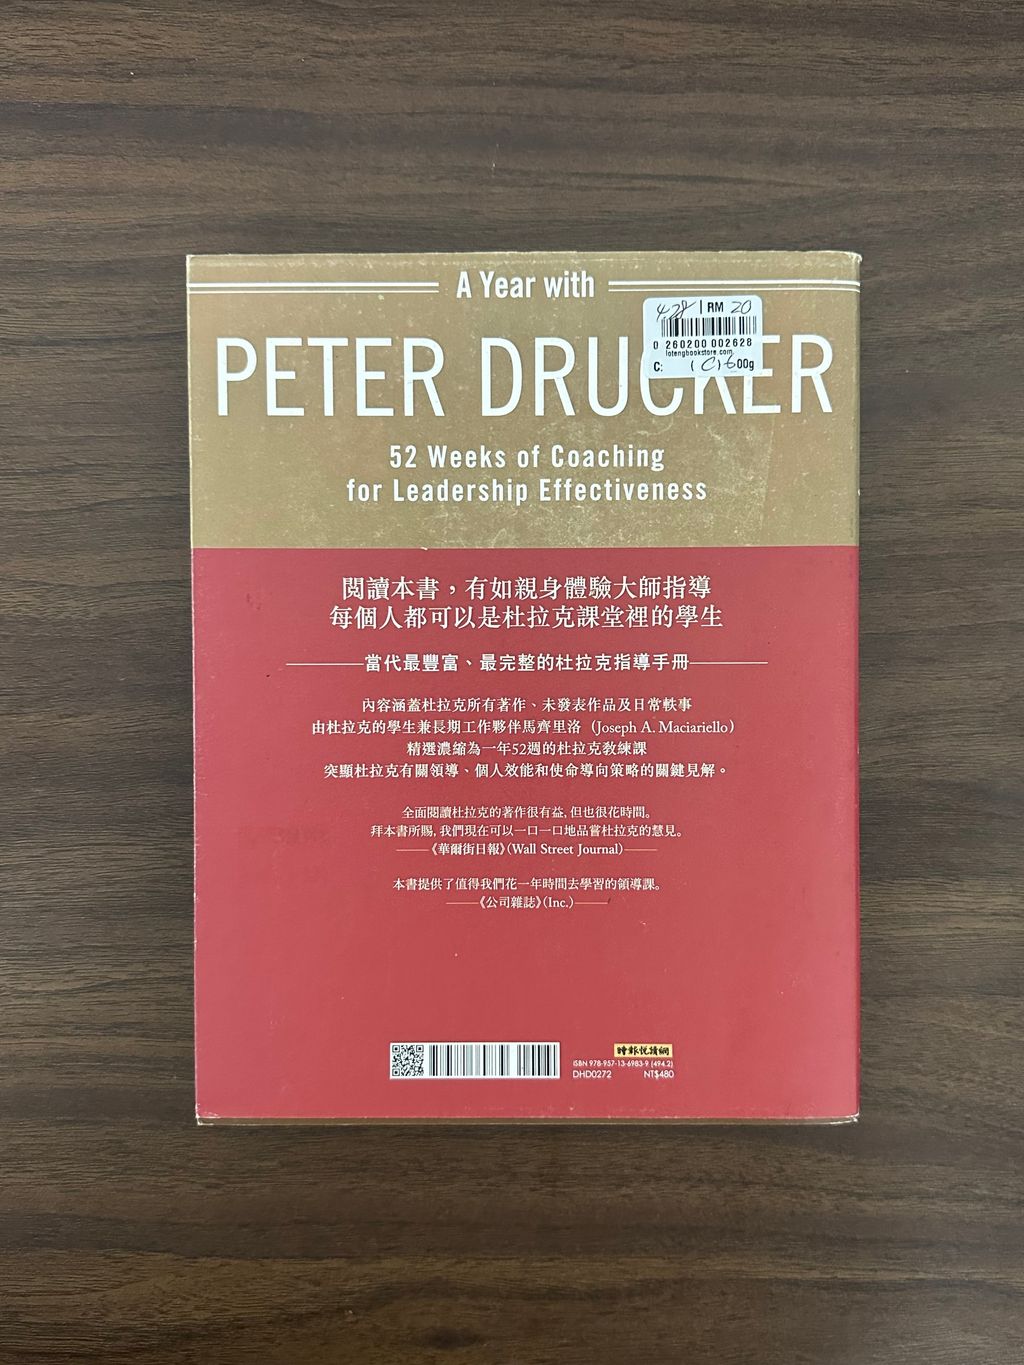 A Year with
4.28 | RM 20
0 260200 002628
lotengbookstore.com
C: (C) 600g
PETER DRUCKER
52 Weeks of Coaching
for Leadership Effectiveness
閱讀本書，有如親身體驗大師指導
每個人都可以是杜拉克課堂裡的學生
當代最豐富、最完整的杜拉克指導手冊
內容涵蓋杜拉克所有著作、未發表作品及日常軼事
由杜拉克的學生兼長期工作夥伴馬齊里洛（Joseph A. Maciariello）
精選濃縮為一年52週的杜拉克教練課
突顯杜拉克有關領導、個人效能和使命導向策略的關鍵見解。
全面閱讀杜拉克的著作很有益，但也很花時間。
拜本書所賜，我們現在可以一口一口地品嘗杜拉克的慧見。
——《華爾街日報》（Wall Street Journal）——
本書提供了值得我們花一年時間去學習的領導課。
——《公司雜誌》（Inc.）——
時報悅讀網
ISBN 978-957-13-6983-9 (494.2)
DHD0272 NT$480